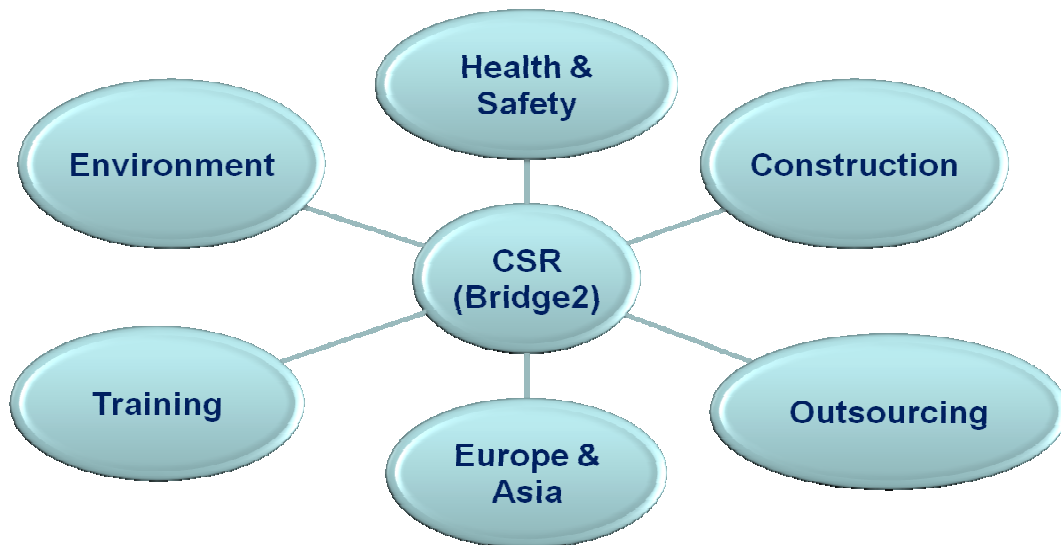 Health &
Safety
Environment
Construction
CSR
(Bridge2)
Training
Outsourcing
Europe &
Asia